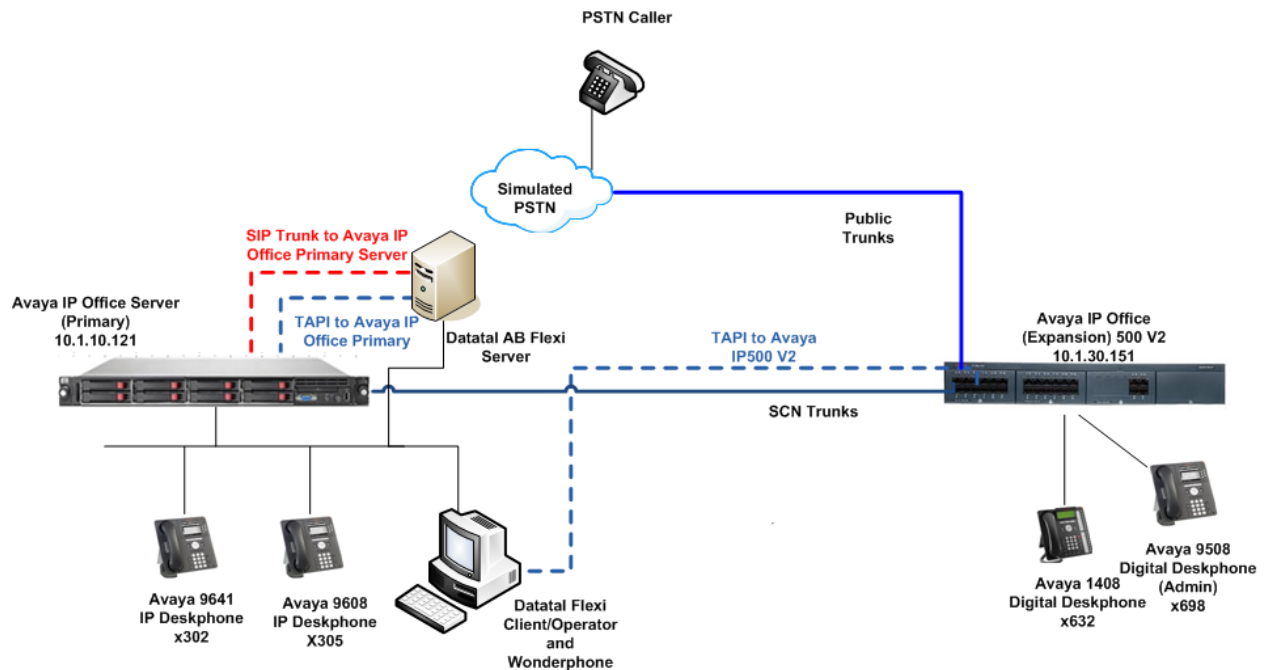 PSTN Caller
Simulated
PSTN
Public
Trunks
SIP Trunk to Avaya IP
Office Primary Server
Avaya IP Office Server
(Primary)
10.1.10.121
TAPI to Avaya IP
Office Primary
Datatal AB Flexi
Server
TAPI to Avaya
IP500 V2
Avaya IP Office
(Expansion) 500 V2
10.1.30.151
SCN Trunks
Avaya 9641
IP Deskphone
x302
Avaya 9608
IP Deskphone
X305
Datatal Flexi
Client/Operator
and
Wonderphone
Avaya 1408
Digital Deskphone
x632
Avaya 9508
Digital Deskphone
(Admin)
x698